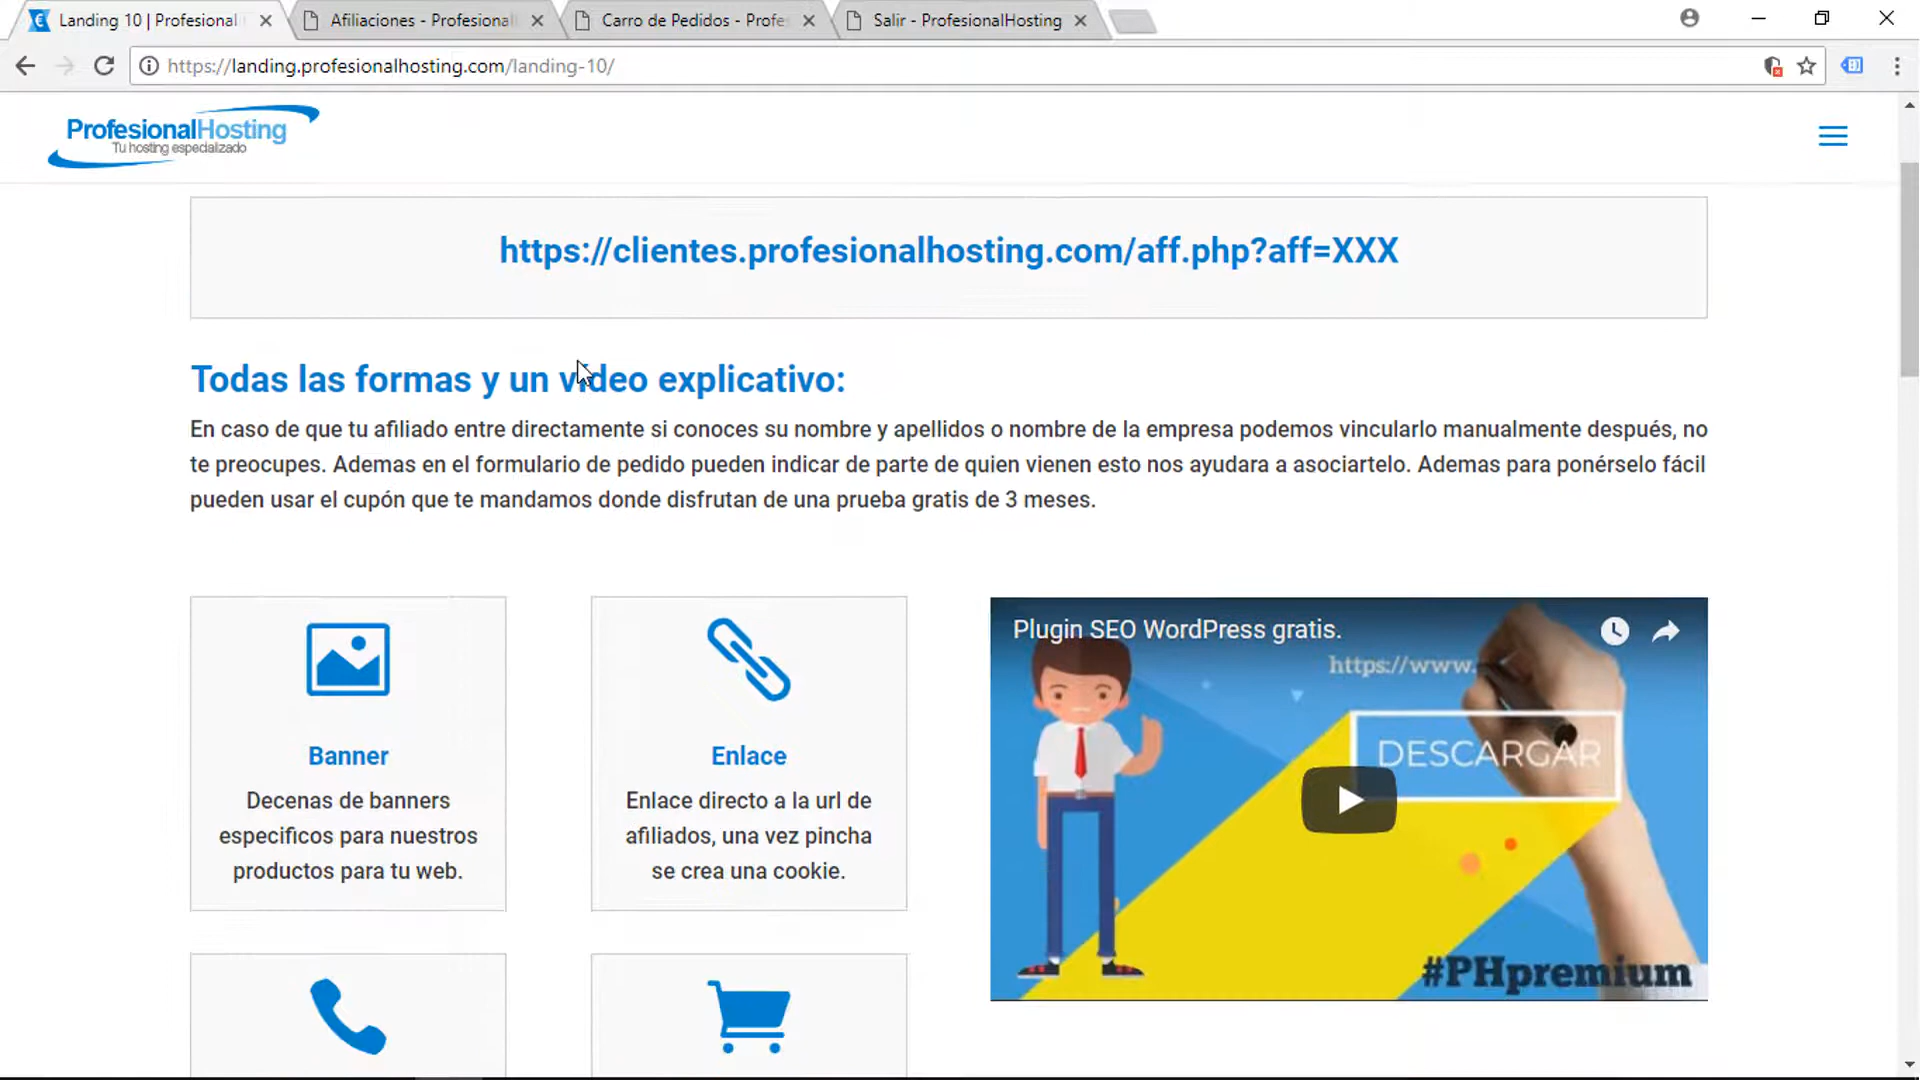 Landing 10 | Profesional
Afiliaciones - Profesional
Carro de Pedidos - Profe
Salir - ProfesionalHosting
https://landing.profesionalhosting.com/landing-10/
ProfesionalHosting
Tu hosting especializado
https://clientes.profesionalhosting.com/aff.php?aff=XXX
Todas las formas y un vídeo explicativo:
En caso de que tu afiliado entre directamente si conoces su nombre y apellidos o nombre de la empresa podemos vincularlo manualmente después, no
te preocupes. Ademas en el formulario de pedido pueden indicar de parte de quien vienen esto nos ayudara a asociartelo. Ademas para ponérselo fácil
pueden usar el cupón que te mandamos donde disfrutan de una prueba gratis de 3 meses.
Banner
Decenas de banners
especificos para nuestros
productos para tu web.
Enlace
Enlace directo a la url de
afiliados, una vez pincha
se crea una cookie.
Plugin SEO WordPress gratis.
https://www.
DESCARGAR
#PHpremium